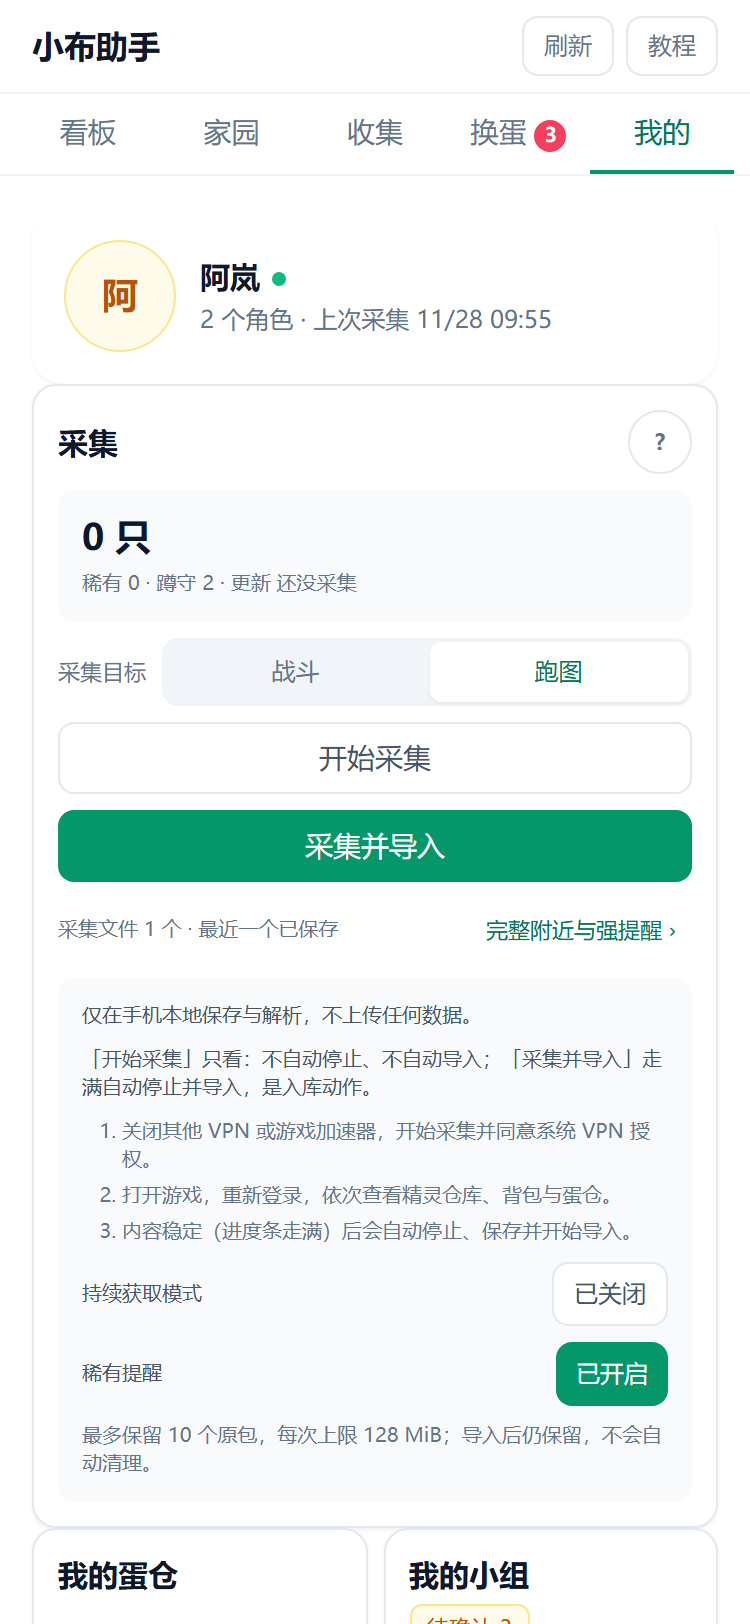 小布助手
刷新
教程
看板
家园
收集
换蛋 3
我的
阿
阿岚
2 个角色 · 上次采集 11/28 09:55
采集
?
0 只
稀有 0 · 蹲守 2 · 更新 还没采集
采集目标
战斗
跑图
开始采集
采集并导入
采集文件 1 个 · 最近一个已保存
完整附近与强提醒 ›
仅在手机本地保存与解析，不上传任何数据。
「开始采集」只看：不自动停止、不自动导入；「采集并导入」走
满自动停止并导入，是入库动作。
1. 关闭其他 VPN 或游戏加速器，开始采集并同意系统 VPN 授
权。
2. 打开游戏，重新登录，依次查看精灵仓库、背包与蛋仓。
3. 内容稳定（进度条走满）后会自动停止、保存并开始导入。
持续获取模式
已关闭
稀有提醒
已开启
最多保留 10 个原包，每次上限 128 MiB；导入后仍保留，不会自
动清理。
我的蛋仓
我的小组